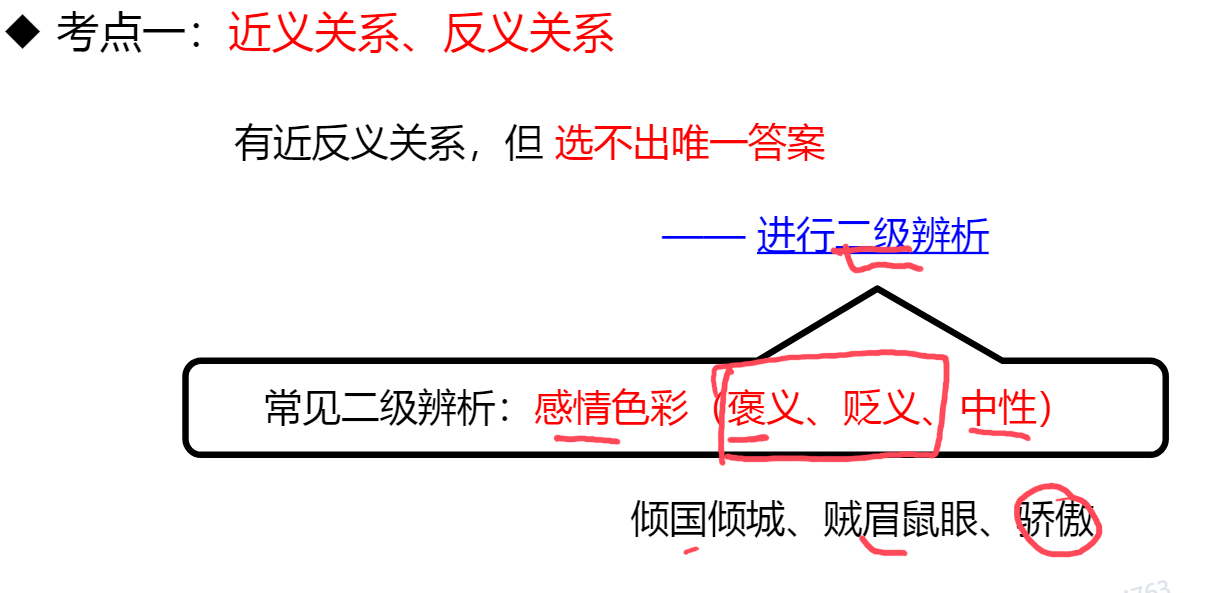 ◆ 考点一：近义关系、反义关系
有近反义关系，但 选不出唯一答案
—— 进行二级辨析
常见二级辨析：感情色彩（褒义、贬义、中性）
倾国倾城、贼眉鼠眼、骄傲